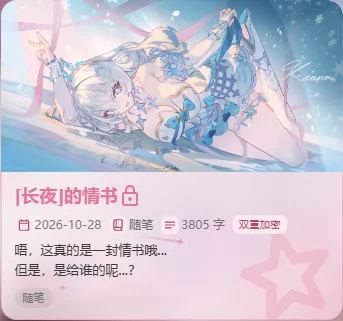 Kiana
[长夜]的情书
2026-10-28 随笔 3805 字 双重加密
唔，这真的是一封情书哦...
但是，是给谁的呢...?
随笔